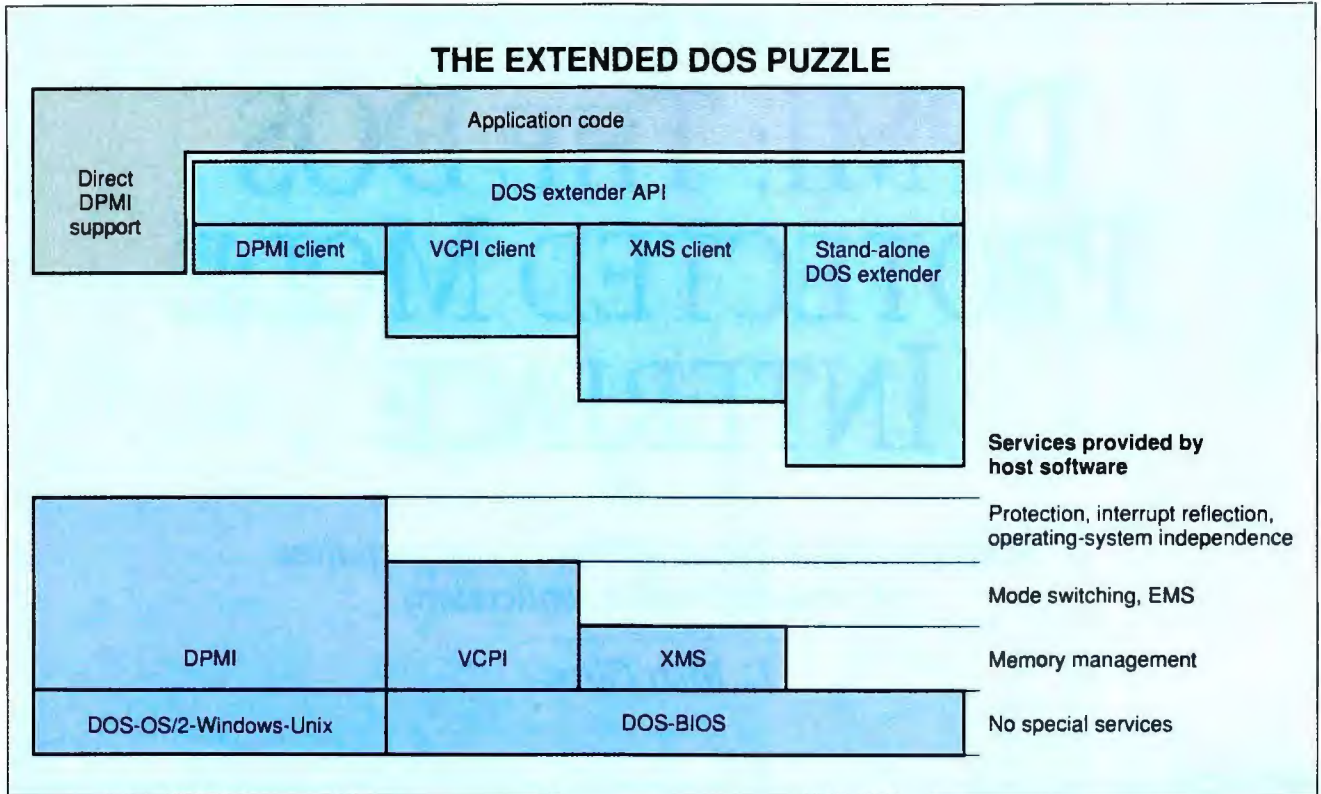 THE EXTENDED DOS PUZZLE
Application code
Direct
DPMI
support
DOS extender API
DPMI client
VCPI client
XMS client
Stand-alone
DOS extender
Services provided by
host software
Protection, interrupt reflection,
operating-system independence
Mode switching, EMS
DPMI
VCPI
XMS
Memory management
DOS-OS/2-Windows-Unix
DOS-BIOS
No special services